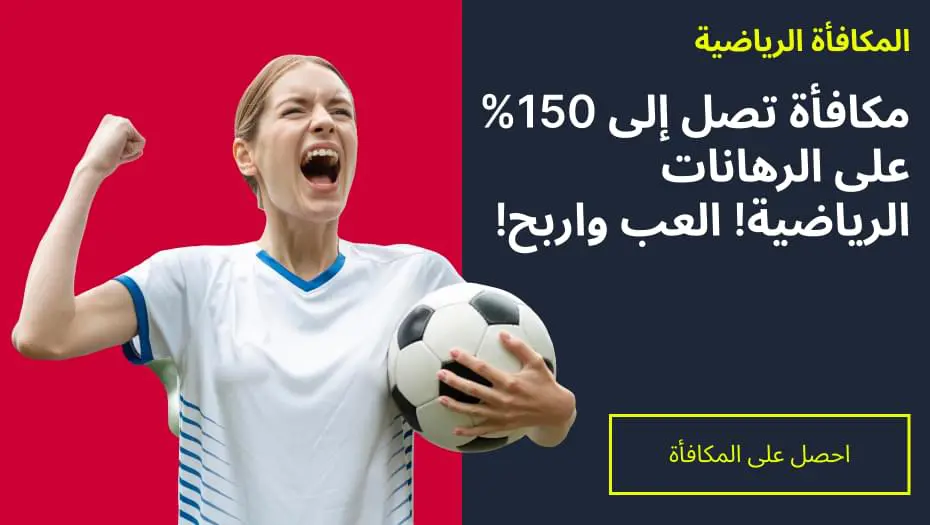 المكافأة الرياضية
مكافأة تصل إلى 150%
على الرهانات
الرياضية! العب واربح!
احصل على المكافأة